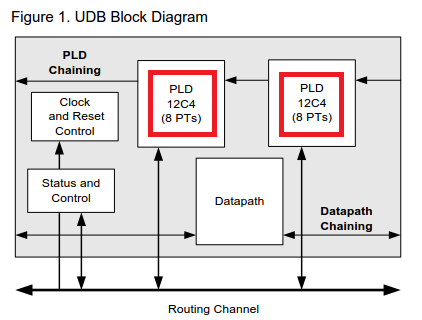 Figure 1. UDB Block Diagram
PLD
Chaining
PLD
12C4
(8 PTs)
PLD
12C4
(8 PTs)
Clock
and Reset
Control
Status and
Control
Datapath
Datapath
Chaining
Routing Channel